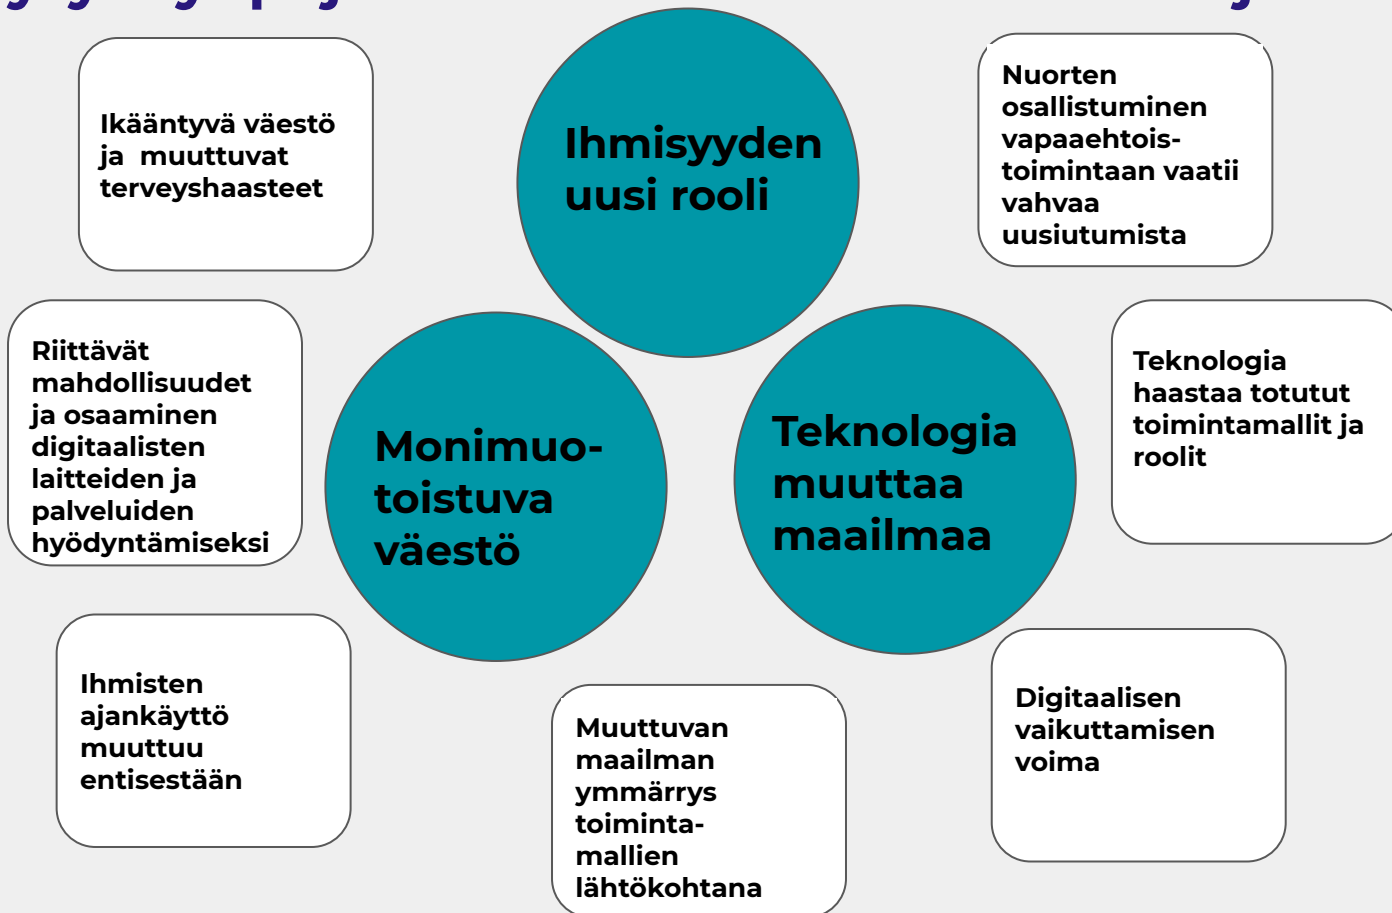 Ikääntyvä väestö
ja muuttuvat
terveyshaasteet
Ihmisyyden
uusi rooli
Nuorten
osallistuminen
vapaaehtois-
toimintaan vaatii
vahvaa
uusiutumista
Riittävät
mahdollisuudet
ja osaaminen
digitaalisten
laitteiden ja
palveluiden
hyödyntämiseksi
Monimuo-
toistuva
väestö
Teknologia
muuttaa
maailmaa
Teknologia
haastaa totutut
toimintamallit ja
roolit
Ihmisten
ajankäyttö
muuttuu
entisestään
Muuttuvan
maailman
ymmärrys
toiminta-
mallien
lähtökohtana
Digitaalisen
vaikuttamisen
voima